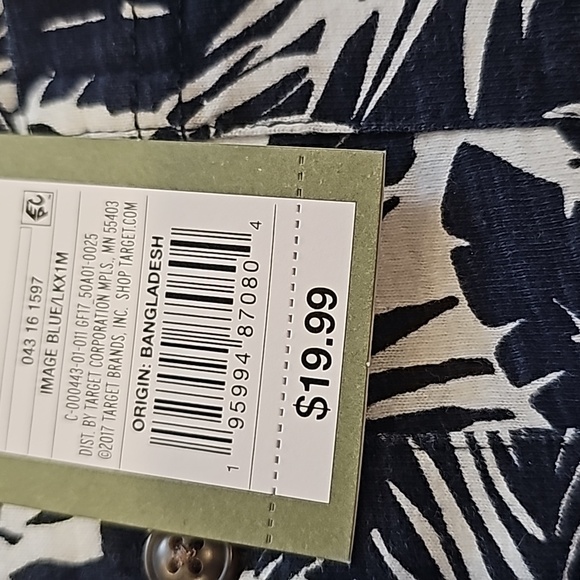 043 16 1597
IMAGE BLUE/LKX1M
C-000443-01-011 GF17 50A01-0025
DIST. BY TARGET CORPORATION MPLS, MN 55403
©2017 TARGET BRANDS, INC. SHOP TARGET.COM
ORIGIN: BANGLADESH
1 95994 87080 4
$19.99